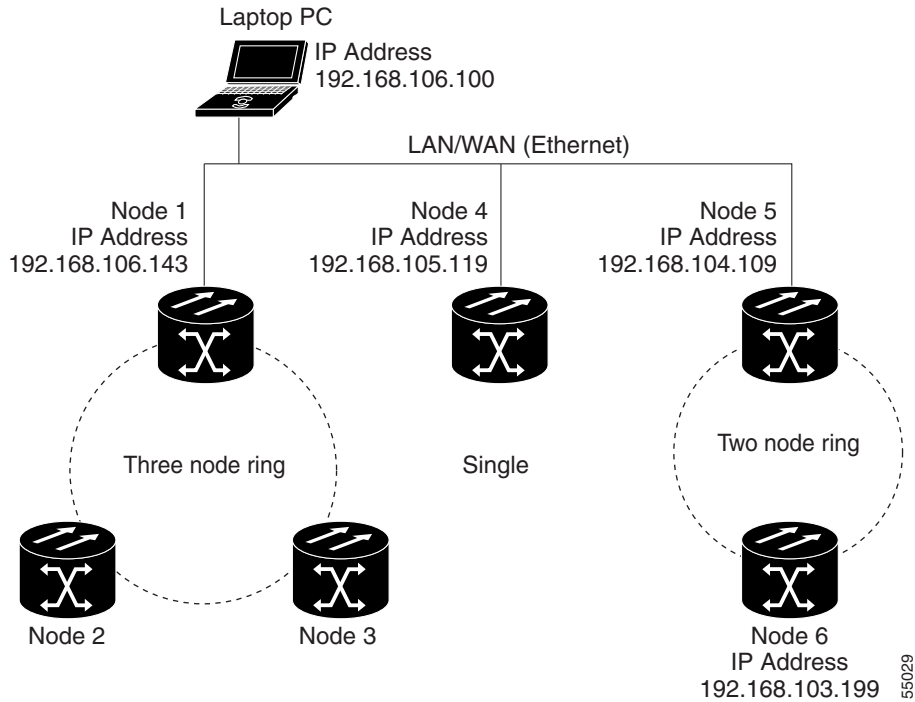 Laptop PC
IP Address
192.168.106.100
LAN/WAN (Ethernet)
Node 1
IP Address
192.168.106.143
Node 4
IP Address
192.168.105.119
Node 5
IP Address
192.168.104.109
Three node ring
Single
Two node ring
Node 2
Node 3
Node 6
IP Address
192.168.103.199
55029